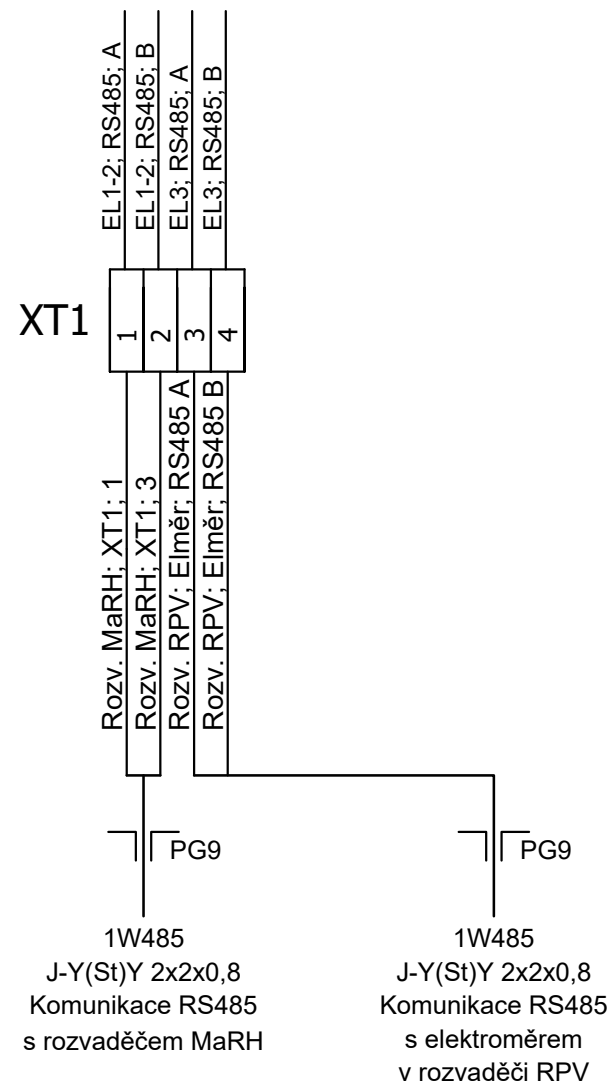 EL1-2; RS485; A
EL1-2; RS485; B
EL3; RS485; A
EL3; RS485; B
XT1
1
2
3
4
Rozv. MaRH; XT1; 1
Rozv. MaRH; XT1; 3
Rozv. RPV; Elměr; RS485 A
Rozv. RPV; Elměr; RS485 B
PG9
PG9
1W485
J-Y(St)Y 2x2x0,8
Komunikace RS485
s rozvaděčem MaRH
1W485
J-Y(St)Y 2x2x0,8
Komunikace RS485
s elektroměrem
v rozvaděči RPV